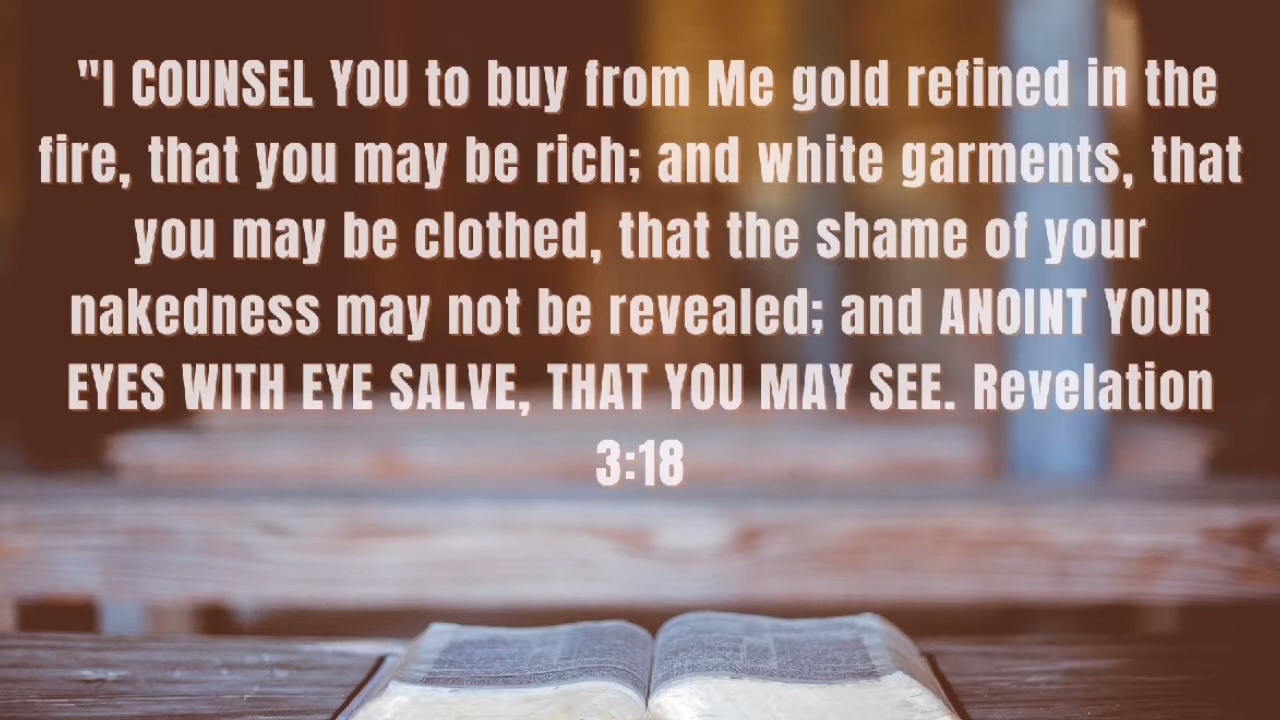 "I COUNSEL YOU to buy from Me gold refined in the
fire, that you may be rich; and white garments, that
you may be clothed, that the shame of your
nakedness may not be revealed; and ANOINT YOUR
EYES WITH EYE SALVE, THAT YOU MAY SEE. Revelation
3:18